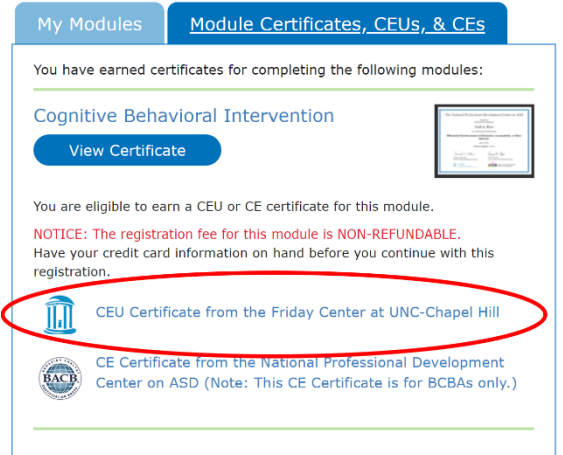 My Modules
Module Certificates, CEUs, & CEs
You have earned certificates for completing the following modules:
Cognitive Behavioral Intervention
View Certificate
You are eligible to earn a CEU or CE certificate for this module.
NOTICE: The registration fee for this module is NON-REFUNDABLE.
Have your credit card information on hand before you continue with this
registration.
CEU Certificate from the Friday Center at UNC-Chapel Hill
BACB
CE Certificate from the National Professional Development
Center on ASD (Note: This CE Certificate is for BCBAs only.)